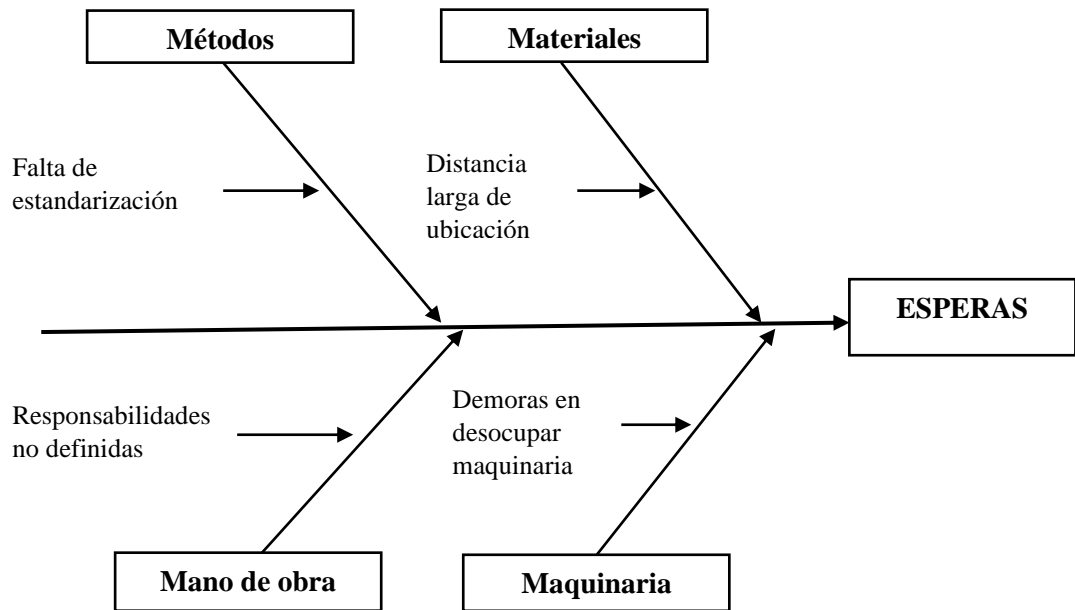 Métodos
Materiales
Falta de
estandarización
Distancia
larga de
ubicación
ESPERAS
Responsabilidades
no definidas
Demoras en
desocupar
maquinaria
Mano de obra
Maquinaria